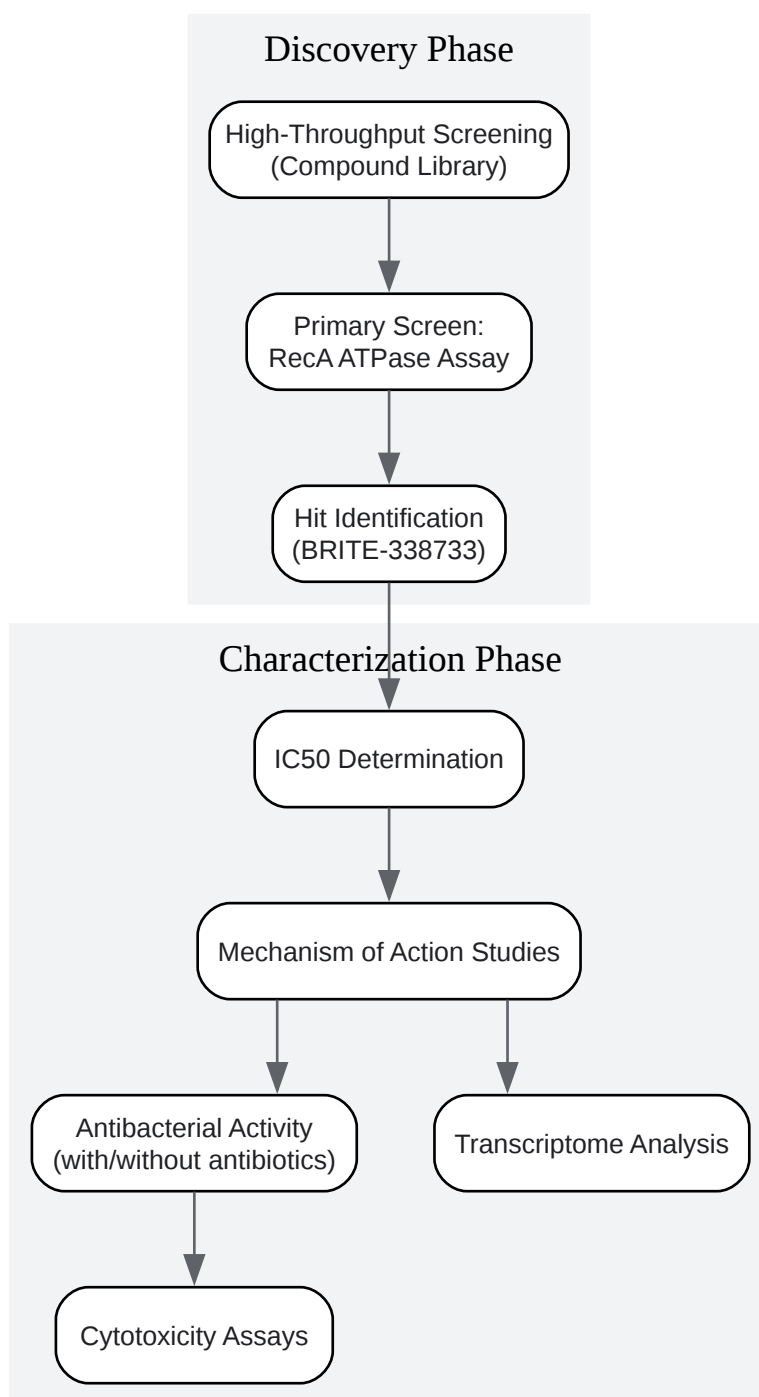 Discovery Phase
High-Throughput Screening
(Compound Library)
Primary Screen:
RecA ATPase Assay
Hit Identification
(BRITE-338733)
Characterization Phase
IC50 Determination
Mechanism of Action Studies
Antibacterial Activity
(with/without antibiotics)
Transcriptome Analysis
Cytotoxicity Assays